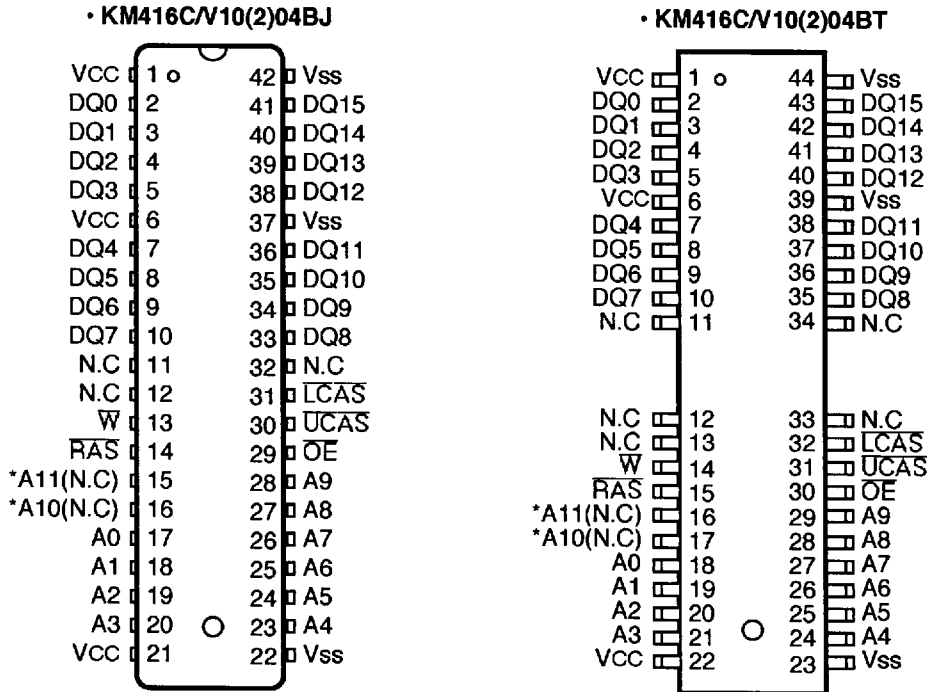 • KM416C/V10(2)04BJ
VCC 1 42 Vss
DQ0 2 41 DQ15
DQ1 3 40 DQ14
DQ2 4 39 DQ13
DQ3 5 38 DQ12
VCC 6 37 Vss
DQ4 7 36 DQ11
DQ5 8 35 DQ10
DQ6 9 34 DQ9
DQ7 10 33 DQ8
N.C 11 32 N.C
N.C 12 31 L̅C̅A̅S̅
W̅ 13 30 U̅C̅A̅S̅
R̅A̅S̅ 14 29 O̅E̅
*A11(N.C) 15 28 A9
*A10(N.C) 16 27 A8
A0 17 26 A7
A1 18 25 A6
A2 19 24 A5
A3 20 23 A4
VCC 21 22 Vss
• KM416C/V10(2)04BT
VCC 1 44 Vss
DQ0 2 43 DQ15
DQ1 3 42 DQ14
DQ2 4 41 DQ13
DQ3 5 40 DQ12
VCC 6 39 Vss
DQ4 7 38 DQ11
DQ5 8 37 DQ10
DQ6 9 36 DQ9
DQ7 10 35 DQ8
N.C 11 34 N.C
N.C 12 33 N.C
N.C 13 32 L̅C̅A̅S̅
W̅ 14 31 U̅C̅A̅S̅
R̅A̅S̅ 15 30 O̅E̅
*A11(N.C) 16 29 A9
*A10(N.C) 17 28 A8
A0 18 27 A7
A1 19 26 A6
A2 20 25 A5
A3 21 24 A4
VCC 22 23 Vss